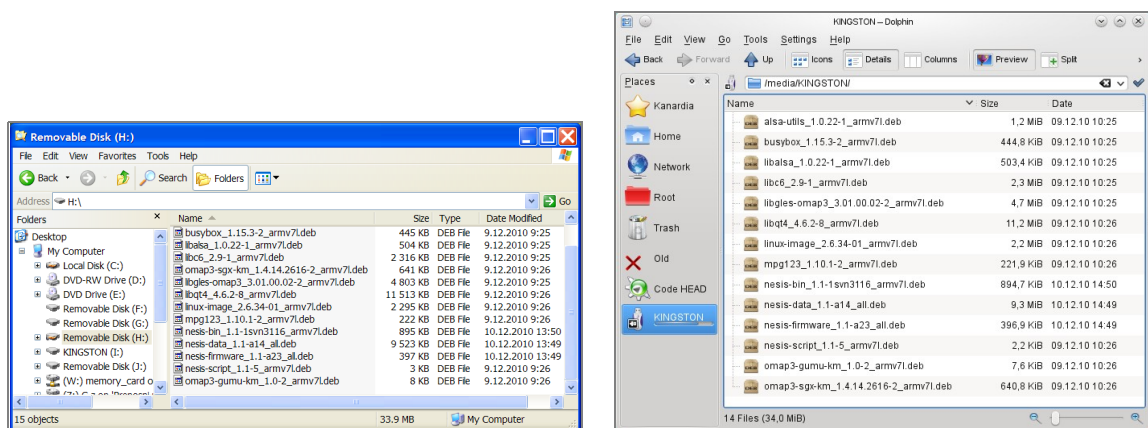 Removable Disk (H:)
File Edit View Favorites Tools Help
Back Search Folders
Address H:\ Go
Folders × Name Size Type Date Modified
Desktop
My Computer
Local Disk (C:)
DVD-RW Drive (D:)
DVD Drive (E:)
Removable Disk (F:)
Removable Disk (G:)
Removable Disk (H:)
KINGSTON (I:)
Removable Disk (J:)
(W:) memory_card o
busybox_1.15.3-2_armv7l.deb 445 KB DEB File 9.12.2010 9:25
libalsa_1.0.22-1_armv7l.deb 504 KB DEB File 9.12.2010 9:25
libc6_2.9-1_armv7l.deb 2 316 KB DEB File 9.12.2010 9:25
omap3-sgx-km_1.4.14.2616-2_armv7l.deb 641 KB DEB File 9.12.2010 9:26
libgles-omap3_3.01.00.02-2_armv7l.deb 4 803 KB DEB File 9.12.2010 9:25
libqt4_4.6.2-8_armv7l.deb 11 513 KB DEB File 9.12.2010 9:26
linux-image_2.6.34-01_armv7l.deb 2 295 KB DEB File 9.12.2010 9:26
mpg123_1.10.1-2_armv7l.deb 222 KB DEB File 9.12.2010 9:26
nesis-bin_1.1-1svn3116_armv7l.deb 895 KB DEB File 10.12.2010 13:50
nesis-data_1.1-a14_all.deb 9 523 KB DEB File 10.12.2010 13:49
nesis-firmware_1.1-a23_all.deb 397 KB DEB File 10.12.2010 13:49
nesis-script_1.1-5_armv7l.deb 3 KB DEB File 9.12.2010 9:26
omap3-gumu-km_1.0-2_armv7l.deb 8 KB DEB File 9.12.2010 9:26
15 objects 33.9 MB My Computer
KINGSTON – Dolphin
File Edit View Go Tools Settings Help
Back Forward Up Icons Details Columns Preview Split
Places /media/KINGSTON/
Kanardia
Home
Network
Root
Trash
Old
Code HEAD
KINGSTON
Name Size Date
alsa-utils_1.0.22-1_armv7l.deb 1,2 MiB 09.12.10 10:25
busybox_1.15.3-2_armv7l.deb 444,8 KiB 09.12.10 10:25
libalsa_1.0.22-1_armv7l.deb 503,4 KiB 09.12.10 10:25
libc6_2.9-1_armv7l.deb 2,3 MiB 09.12.10 10:25
libgles-omap3_3.01.00.02-2_armv7l.deb 4,7 MiB 09.12.10 10:25
libqt4_4.6.2-8_armv7l.deb 11,2 MiB 09.12.10 10:26
linux-image_2.6.34-01_armv7l.deb 2,2 MiB 09.12.10 10:26
mpg123_1.10.1-2_armv7l.deb 221,9 KiB 09.12.10 10:26
nesis-bin_1.1-1svn3116_armv7l.deb 894,7 KiB 10.12.10 14:50
nesis-data_1.1-a14_all.deb 9,3 MiB 10.12.10 14:49
nesis-firmware_1.1-a23_all.deb 396,9 KiB 10.12.10 14:49
nesis-script_1.1-5_armv7l.deb 2,2 KiB 09.12.10 10:26
omap3-gumu-km_1.0-2_armv7l.deb 7,6 KiB 09.12.10 10:26
omap3-sgx-km_1.4.14.2616-2_armv7l.deb 640,8 KiB 09.12.10 10:26
14 Files (34,0 MiB)